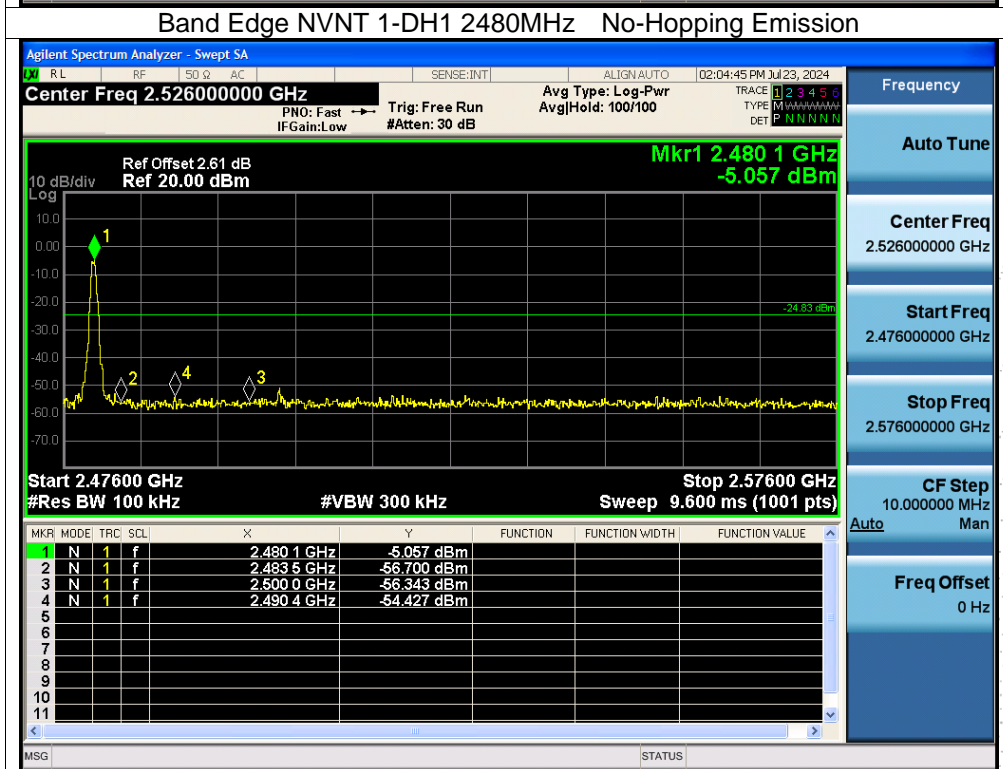 Band Edge NVNT 1-DH1 2480MHz No-Hopping Emission
Agilent Spectrum Analyzer - Swept SA
LXI RL RF 50 Ω AC SENSE:INT ALIGN AUTO 02:04:45 PM Jul 23, 2024
Center Freq 2.526000000 GHz
PNO: Fast
IFGain:Low
Trig: Free Run
#Atten: 30 dB
Avg Type: Log-Pwr
Avg|Hold: 100/100
TRACE 1 2 3 4 5 6
TYPE M WWWWW
DET P N N N N N
Mkr1 2.480 1 GHz
-5.057 dBm
Ref Offset 2.61 dB
10 dB/div Ref 20.00 dBm
Log
10.0
0.00
-10.0
-20.0
-30.0
-40.0
-50.0
-60.0
-70.0
1
2
4
3
-24.83 dBm
Start 2.47600 GHz Stop 2.57600 GHz
#Res BW 100 kHz #VBW 300 kHz Sweep 9.600 ms (1001 pts)
MKR MODE TRC SCL X Y FUNCTION FUNCTION WIDTH FUNCTION VALUE
1 N 1 f 2.480 1 GHz -5.057 dBm
2 N 1 f 2.483 5 GHz -56.700 dBm
3 N 1 f 2.500 0 GHz -56.343 dBm
4 N 1 f 2.490 4 GHz -54.427 dBm
5
6
7
8
9
10
11
MSG STATUS
Frequency
Auto Tune
Center Freq
2.526000000 GHz
Start Freq
2.476000000 GHz
Stop Freq
2.576000000 GHz
CF Step
10.000000 MHz
Auto Man
Freq Offset
0 Hz